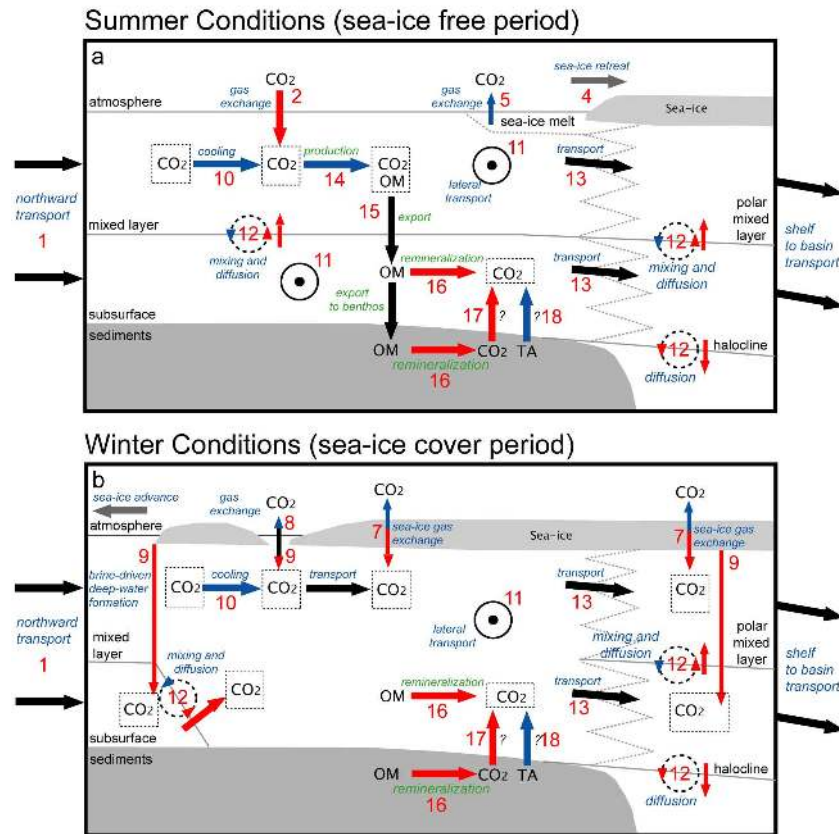 Summer Conditions (sea-ice free period)
a
CO2
gas
exchange
2
CO2
gas
exchange
5
sea-ice retreat
4
atmosphere
sea-ice melt
Sea-ice
CO2
cooling
10
CO2
production
14
CO2
OM
11
lateral
transport
transport
13
northward
transport
1
15
export
mixed layer
12
mixing and
diffusion
11
polar
mixed
layer
12
mixing and
diffusion
shelf
to basin
transport
OM
remineralization
16
CO2
transport
13
export
to benthos
17
?
?
18
subsurface
sediments
OM
remineralization
16
CO2
TA
12
diffusion
halocline
Winter Conditions (sea-ice cover period)
b
sea-ice advance
gas
exchange
CO2
8
CO2
CO2
atmosphere
7
sea-ice gas
exchange
Sea-ice
7
sea-ice gas
exchange
9
9
9
brine-driven
deep-water
formation
CO2
cooling
10
CO2
transport
CO2
11
lateral
transport
transport
13
CO2
northward
transport
1
mixed
layer
mixing and
diffusion
12
CO2
CO2
mixing and
diffusion
12
polar
mixed
layer
shelf
to basin
transport
OM
remineralization
16
CO2
transport
13
CO2
17
?
?
18
subsurface
sediments
OM
remineralization
16
CO2
TA
12
diffusion
halocline